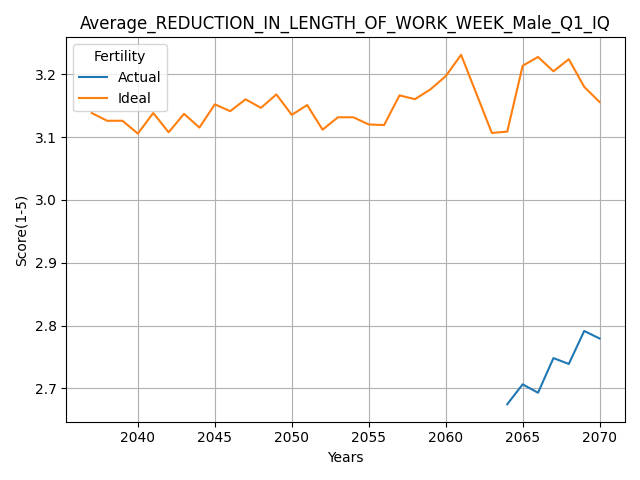 Average_REDUCTION_IN_LENGTH_OF_WORK_WEEK_Male_Q1_IQ
Fertility
Actual
Ideal
3.2
3.1
3.0
2.9
2.8
2.7
Score(1-5)
2040 2045 2050 2055 2060 2065 2070
Years